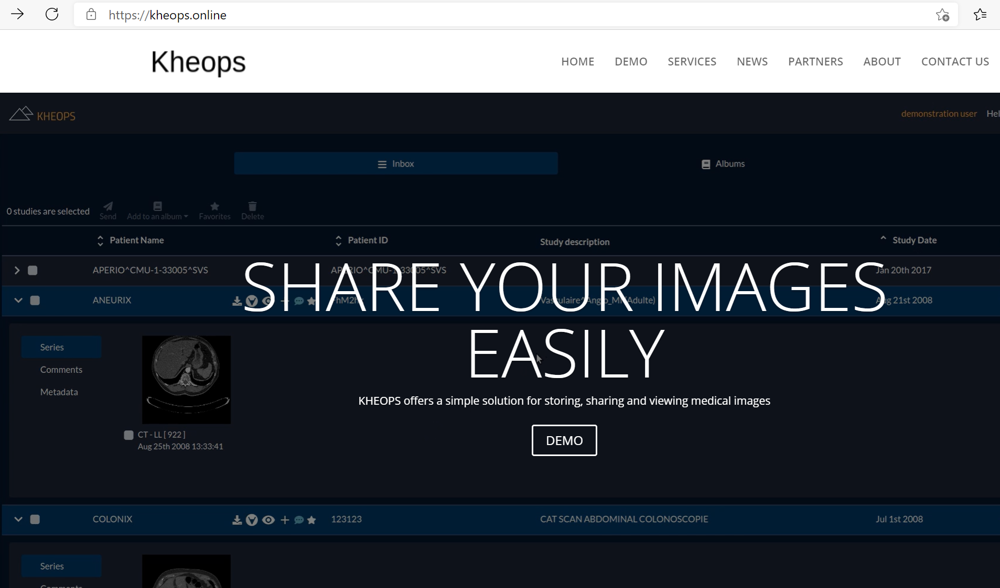 https://kheops.online
Kheops
HOME DEMO SERVICES NEWS PARTNERS ABOUT CONTACT US
KHEOPS
demonstration user Hel
Inbox Albums
0 studies are selected Send Add to an album Favorites Delete
Patient Name Patient ID Study description Study Date
APERIO^CMU-1-33005^SVS APERIO^CMU-1-33005^SVS Jan 20th 2017
SHARE YOUR IMAGES
ANEURIX Vasculaire^Angio_MR(Adulte) Aug 21st 2008
EASILY
Series
Comments
Metadata
KHEOPS offers a simple solution for storing, sharing and viewing medical images
CT - LL [ 922 ]
Aug 25th 2008 13:33:41
DEMO
COLONIX 123123 CAT SCAN ABDOMINAL COLONOSCOPIE Jul 1st 2008
Series
Comments